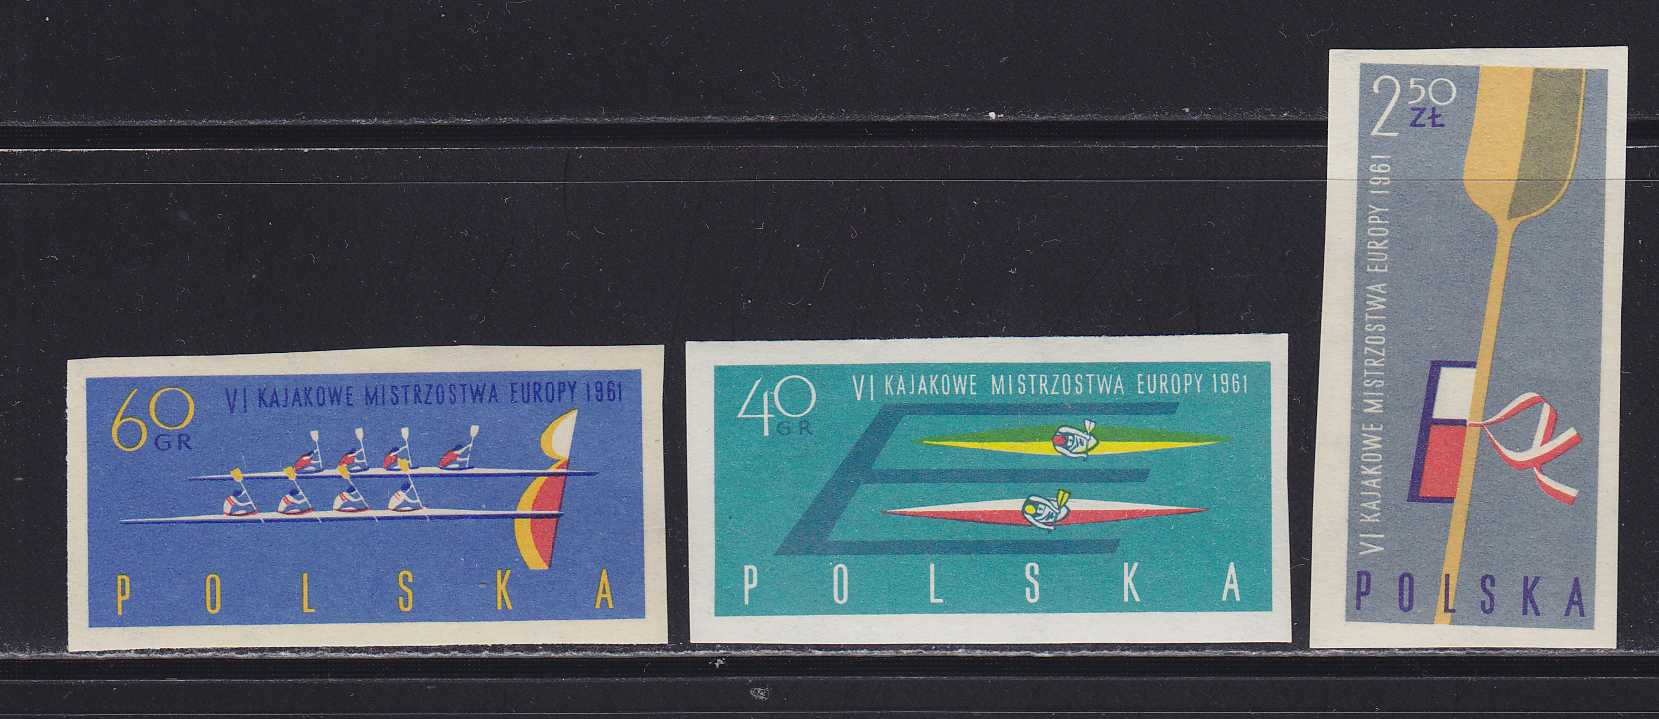 60
GR
VI KAJAKOWE MISTRZOSTWA EUROPY 1961
POLSKA
40
GR
VI KAJAKOWE MISTRZOSTWA EUROPY 1961
POLSKA
2 50
ZŁ
VI KAJAKOWE MISTRZOSTWA EUROPY 1961
POLSKA